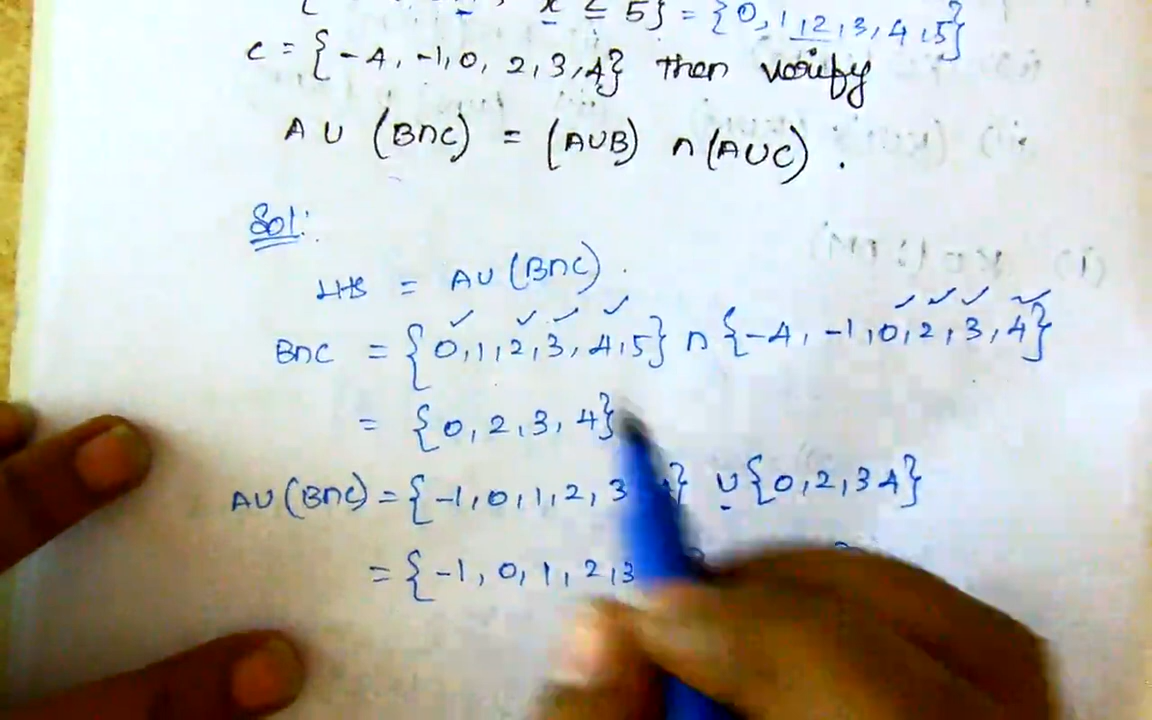 x ≤ 5} = {0,1,2,3,4,5}
C = {-4,-1,0,2,3,4} then verify
A∪(B∩C) = (A∪B)∩(A∪C).
Sol:
LHS = A∪(B∩C).
B∩C = {0,1,2,3,4,5}∩{-4,-1,0,2,3,4}
= {0,2,3,4}
A∪(B∩C) = {-1,0,1,2,3 } ∪{0,2,3 4}
= {-1,0,1,2,3